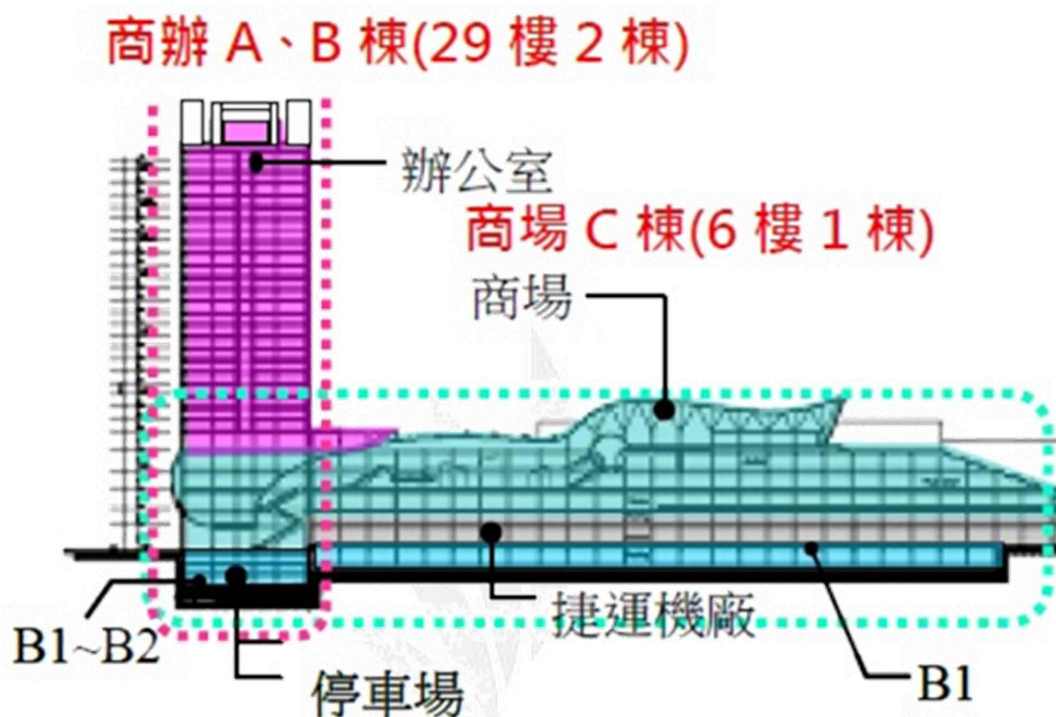 商辦 A、B 棟(29 樓 2 棟)
辦公室
商場 C 棟(6 樓 1 棟)
商場
捷運機廠
B1~B2
停車場
B1